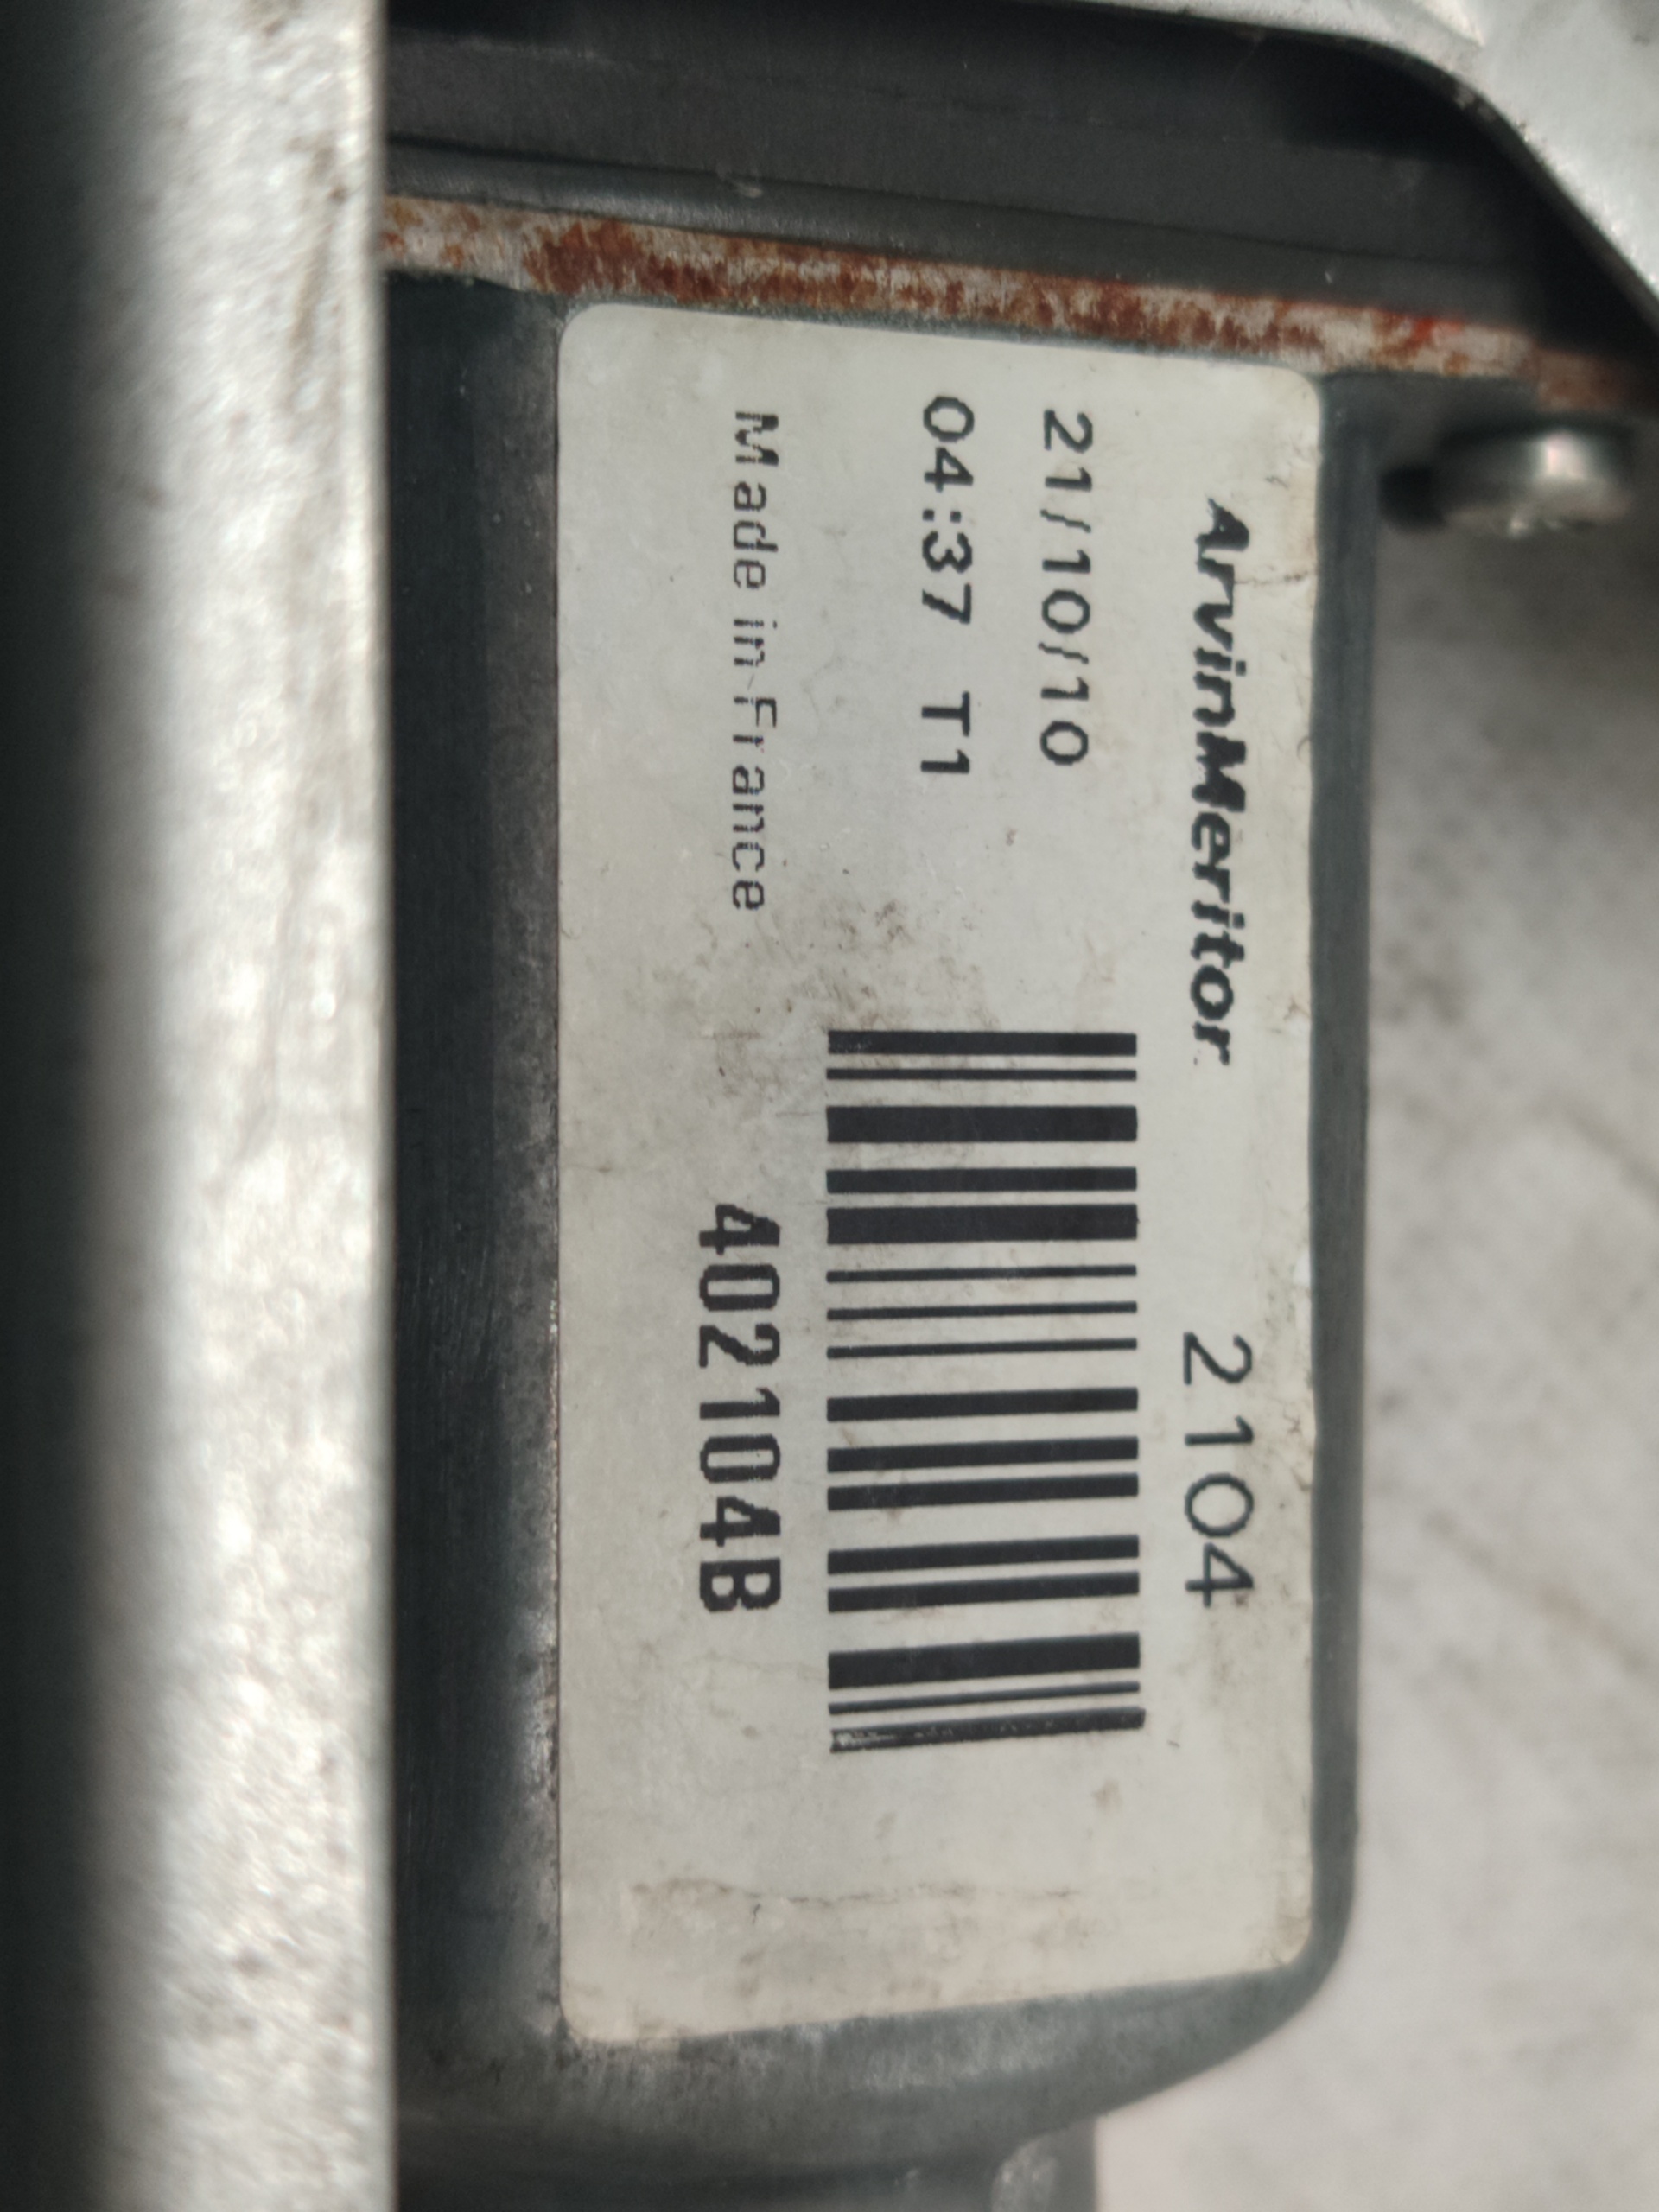 ArvinMeritor 2104
21/10/10
04:37 T1
Made in France
402104B